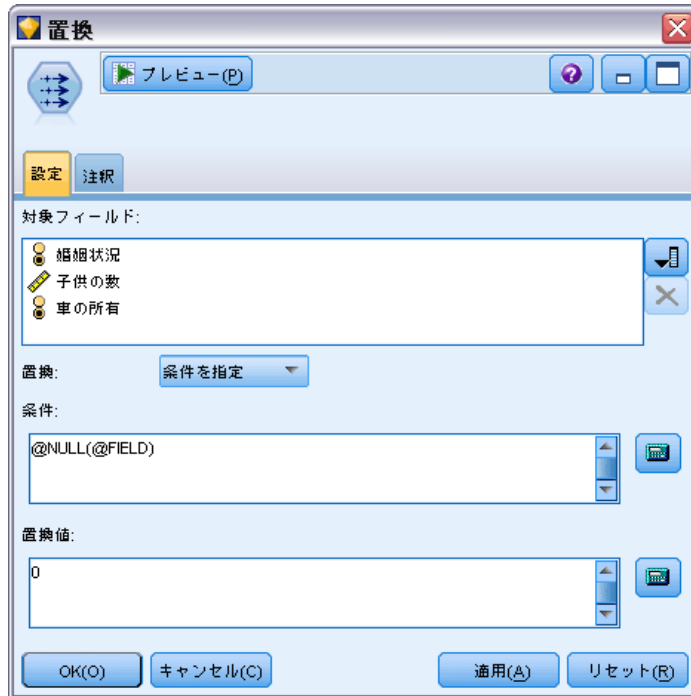 置換
プレビュー(P)
設定 注釈
対象フィールド:
婚姻状況
子供の数
車の所有
置換: 条件を指定
条件:
@NULL(@FIELD)
置換値:
0
OK(O) キャンセル(C) 適用(A) リセット(R)